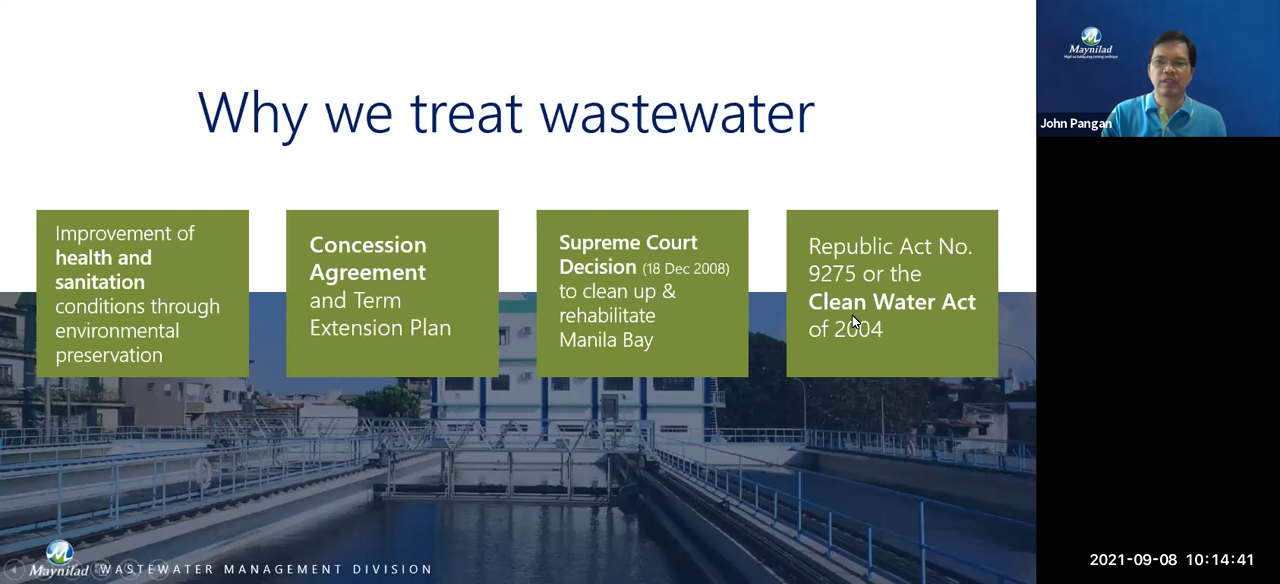 Why we treat wastewater
Improvement of
health and
sanitation
conditions through
environmental
preservation
Concession
Agreement
and Term
Extension Plan
Supreme Court
Decision (18 Dec 2008)
to clean up &
rehabilitate
Manila Bay
Republic Act No.
9275 or the
Clean Water Act
of 2004
Maynilad
WASTEWATER MANAGEMENT DIVISION
Maynilad
John Pangan
2021-09-08 10:14:41